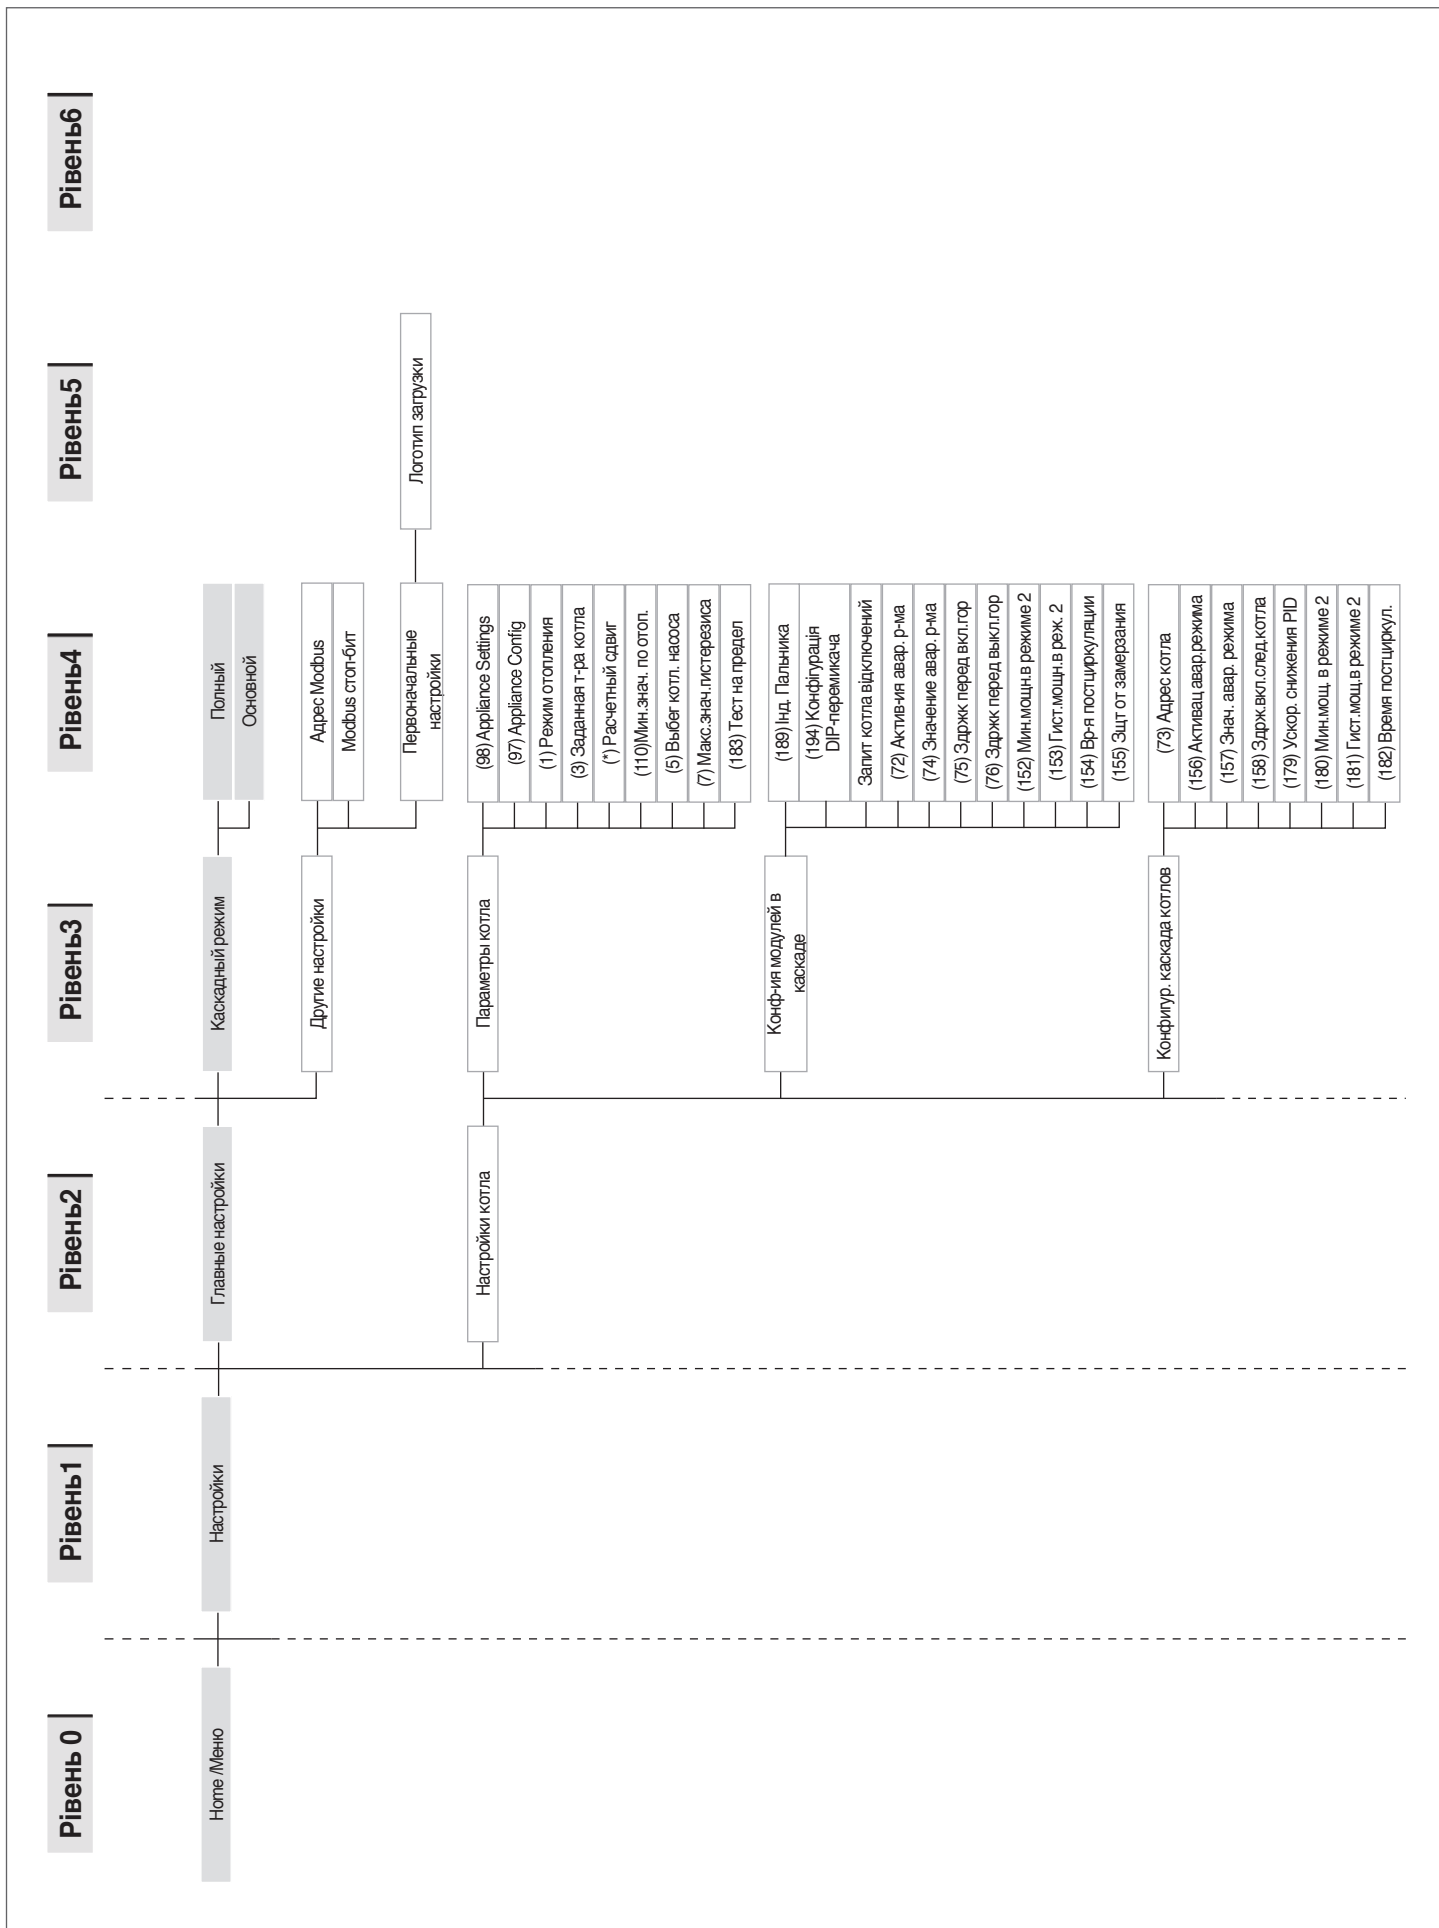 Рівень 0
Рівень1
Рівень2
Рівень3
Рівень4
Рівень5
Рівень6
Home /Меню
Настройки
Главные настройки
Каскадный режим
Полный
Основной
Другие настройки
Адрес Modbus
Modbus стоп-бит
Первоначальные
настройки
Логотип загрузки
Настройки котла
Параметры котла
(98) Appliance Settings
(97) Appliance Config
(1) Режим отопления
(3) Заданная т-ра котла
(*) Расчетный сдвиг
(110)Мин.знач. по отоп.
(5) Выбег котл. насоса
(7) Макс.знач.гистерезиса
(183) Тест на предел
Конф-ия модулей в
каскаде
(189) Інд. Пальника
(194) Конфігурація
DIP-перемикача
Запит котла відключений
(72) Актив-ия авар. р-ма
(74) Значение авар. р-ма
(75) Здржк перед вкл.гор
(76) Здржк перед выкл.гор
(152) Мин.мощн.в режиме 2
(153) Гист.мощн.в реж. 2
(154) Вр-я постциркуляции
(155) Зщт от замерзания
Конфигур. каскада котлов
(73) Адрес котла
(156) Активац авар.режима
(157) Знач. авар. режима
(158) Здрж.вкл.след.котла
(179) Ускор. снижения PID
(180) Мин.мощ. в режиме 2
(181) Гист.мощ.в режиме 2
(182) Время постциркул.